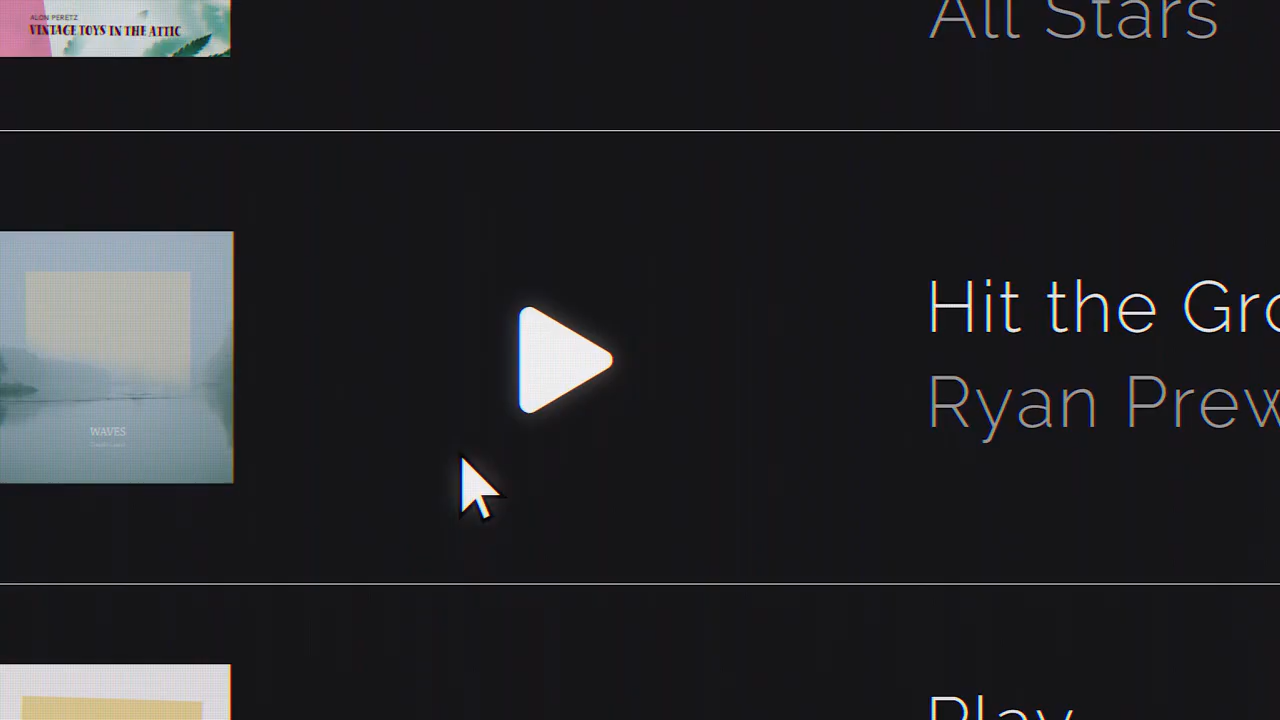 ALON PERETZ
VINTAGE TOYS IN THE ATTIC
All Stars
Hit the Gro
Ryan Prew
WAVES
Play